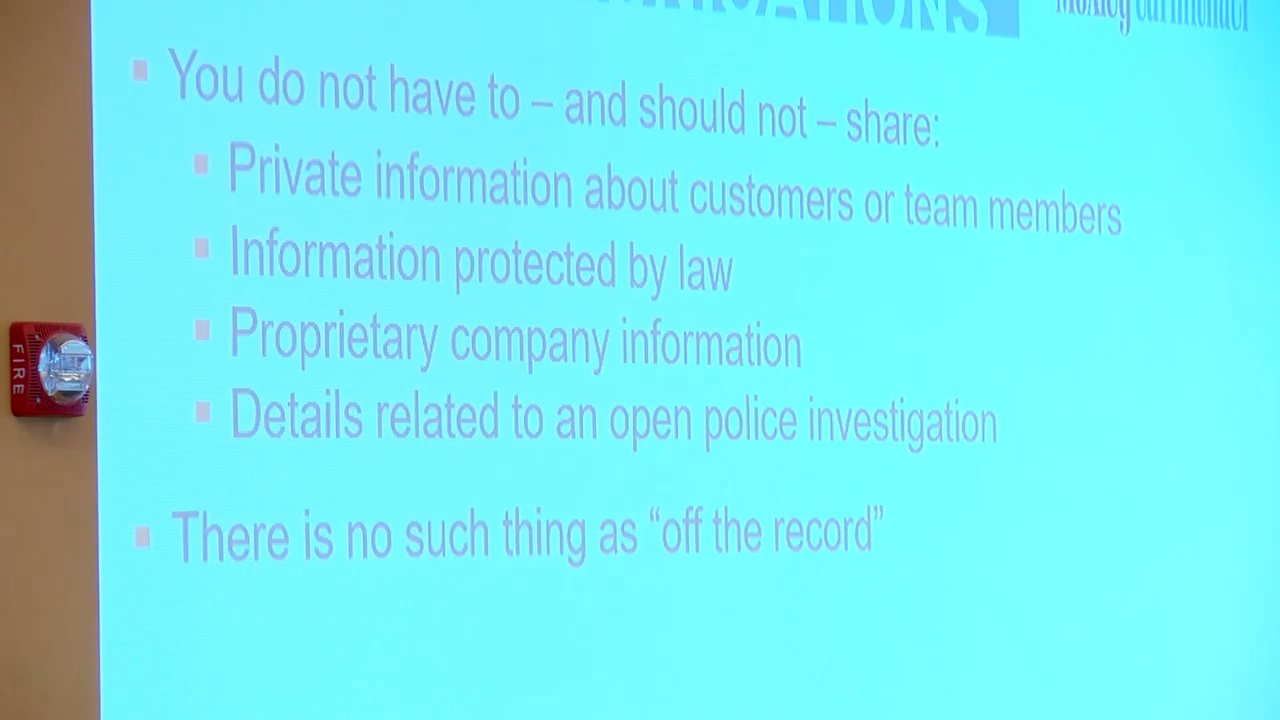 You do not have to – and should not – share:
Private information about customers or team members
Information protected by law
Proprietary company information
Details related to an open police investigation
There is no such thing as “off the record”
FIRE